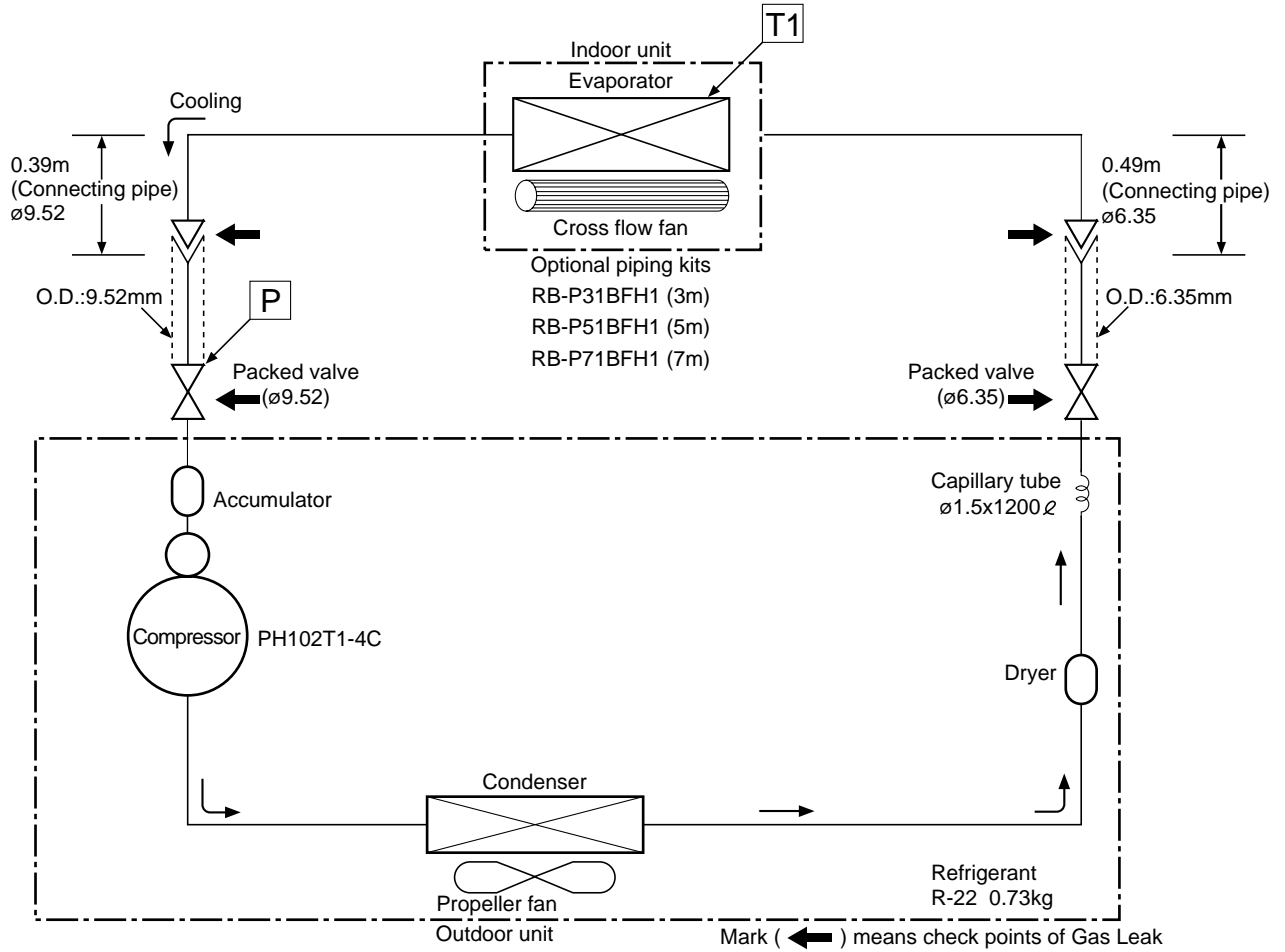 T1
Indoor unit
Evaporator
Cooling
0.39m
(Connecting pipe)
ø9.52
0.49m
(Connecting pipe)
ø6.35
Cross flow fan
Optional piping kits
RB-P31BFH1 (3m)
RB-P51BFH1 (5m)
RB-P71BFH1 (7m)
O.D.:9.52mm
P
O.D.:6.35mm
Packed valve
(ø9.52)
Packed valve
(ø6.35)
Accumulator
Capillary tube
ø1.5x1200ℓ
Compressor
PH102T1-4C
Dryer
Condenser
Propeller fan
Refrigerant
R-22 0.73kg
Outdoor unit
Mark ( ) means check points of Gas Leak